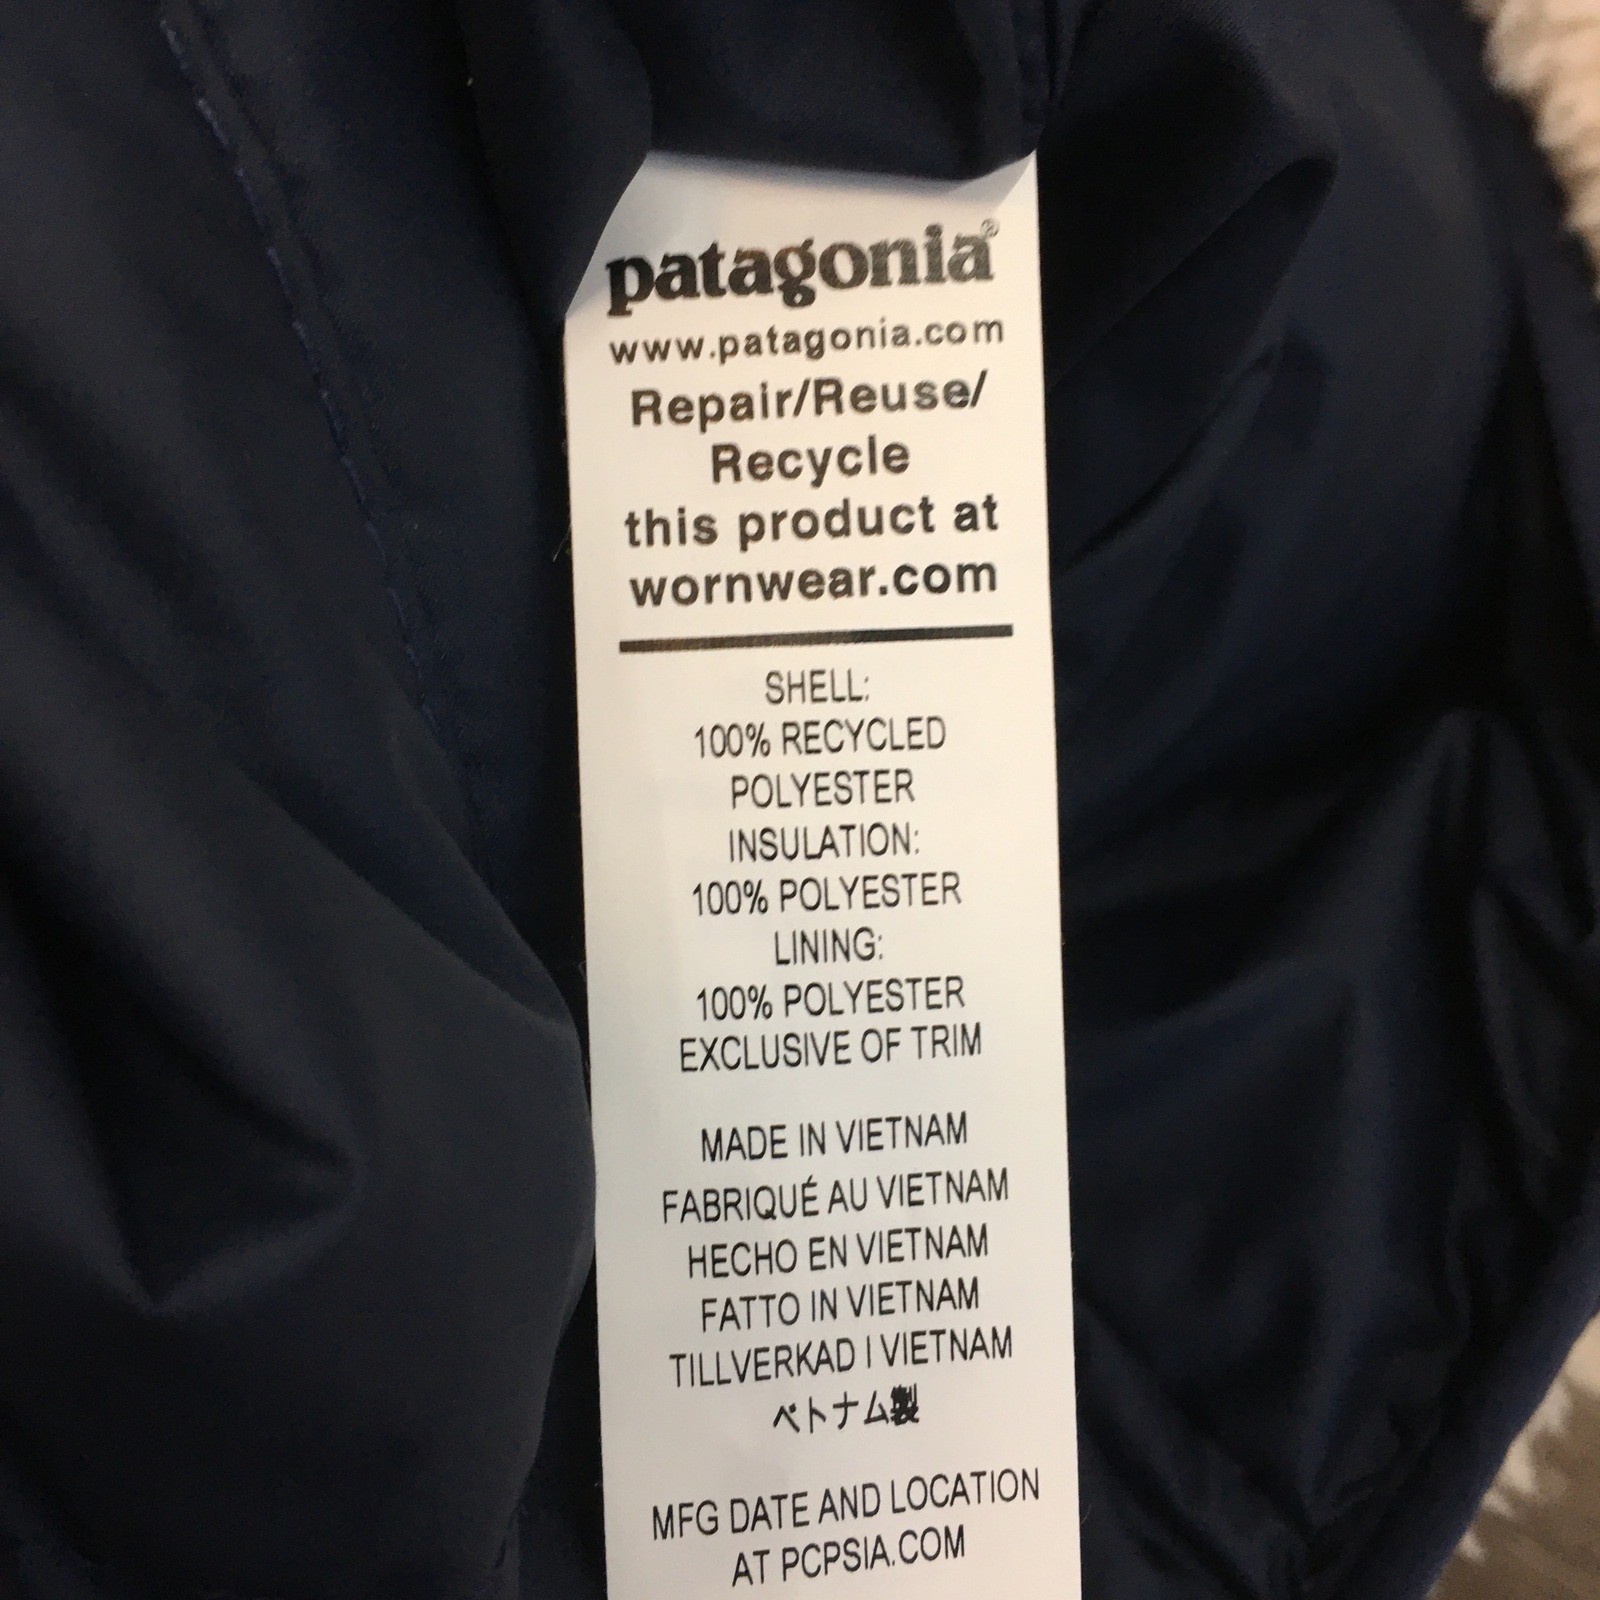 patagonia®
www.patagonia.com
Repair/Reuse/
Recycle
this product at
wornwear.com
SHELL:
100% RECYCLED
POLYESTER
INSULATION:
100% POLYESTER
LINING:
100% POLYESTER
EXCLUSIVE OF TRIM
MADE IN VIETNAM
FABRIQUÉ AU VIETNAM
HECHO EN VIETNAM
FATTO IN VIETNAM
TILLVERKAD I VIETNAM
ベトナム製
MFG DATE AND LOCATION
AT PCPSIA.COM